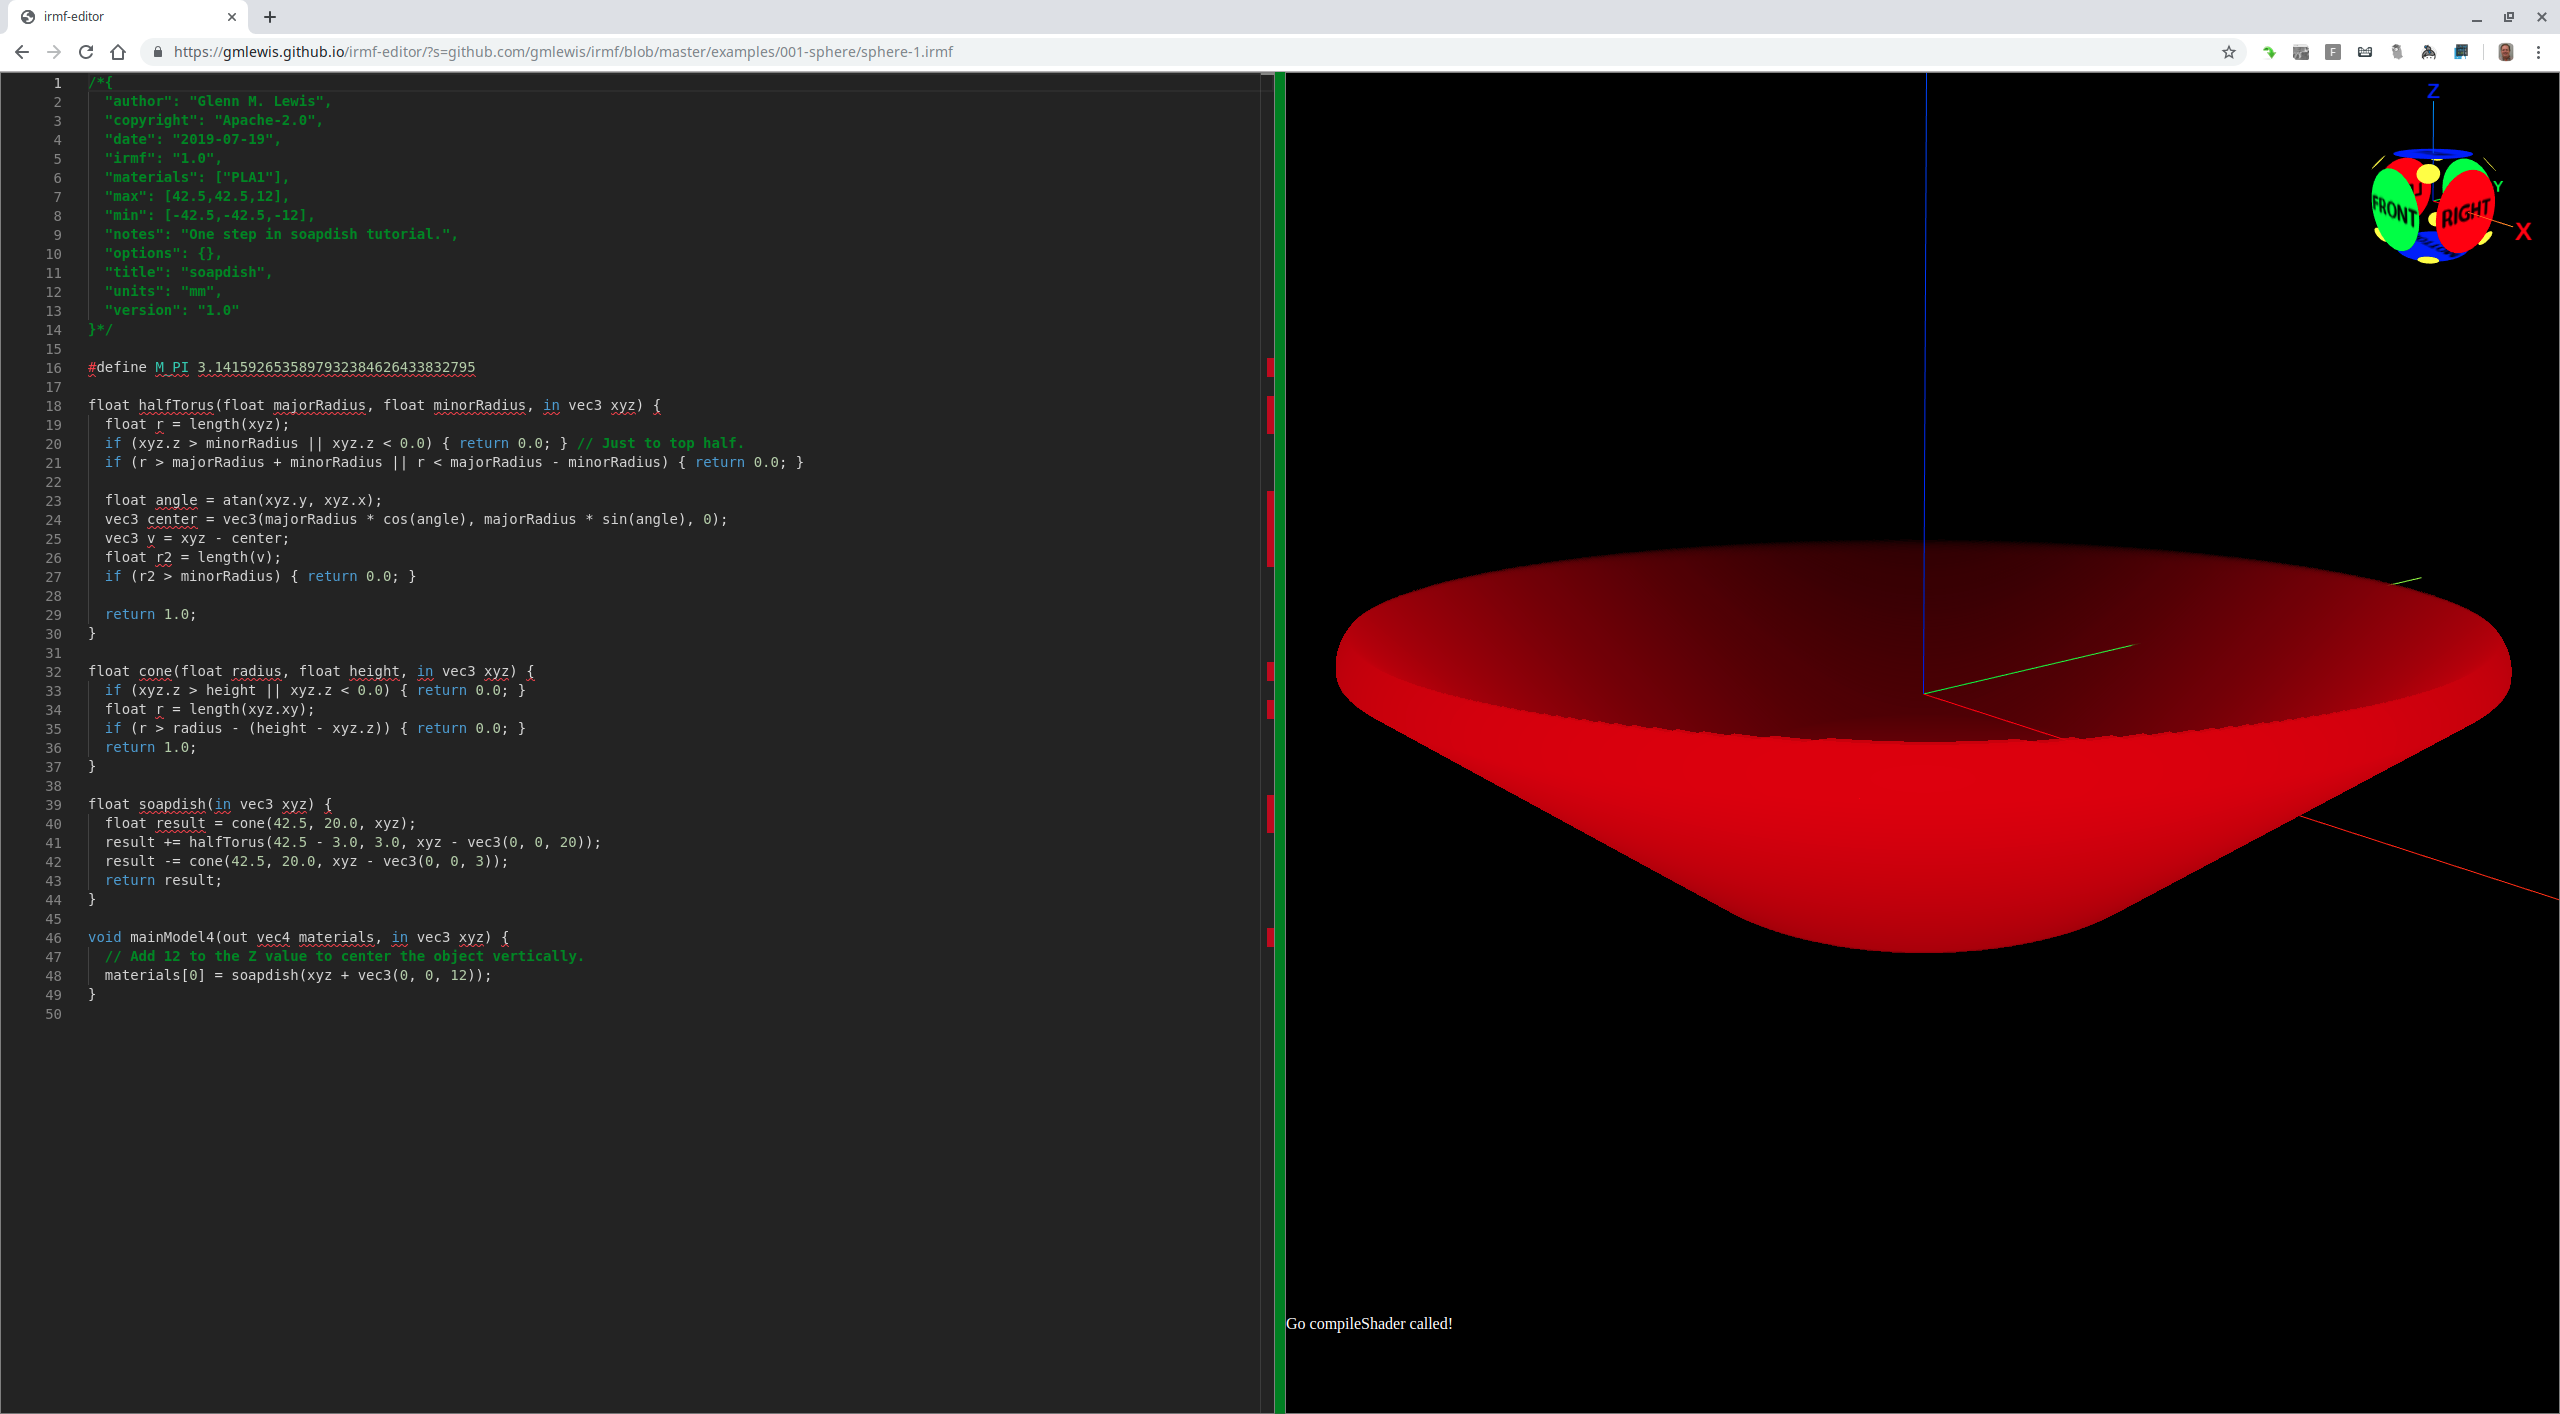 irmf-editor
https://gmlewis.github.io/irmf-editor/?s=github.com/gmlewis/irmf/blob/master/examples/001-sphere/sphere-1.irmf
F
1 /*{
2   "author": "Glenn M. Lewis",
3   "copyright": "Apache-2.0",
4   "date": "2019-07-19",
5   "irmf": "1.0",
6   "materials": ["PLA1"],
7   "max": [42.5,42.5,12],
8   "min": [-42.5,-42.5,-12],
9   "notes": "One step in soapdish tutorial.",
10   "options": {},
11   "title": "soapdish",
12   "units": "mm",
13   "version": "1.0"
14 }*/
15
16 #define M_PI 3.1415926535897932384626433832795
17
18 float halfTorus(float majorRadius, float minorRadius, in vec3 xyz) {
19   float r = length(xyz);
20   if (xyz.z > minorRadius || xyz.z < 0.0) { return 0.0; } // Just to top half.
21   if (r > majorRadius + minorRadius || r < majorRadius - minorRadius) { return 0.0; }
22
23   float angle = atan(xyz.y, xyz.x);
24   vec3 center = vec3(majorRadius * cos(angle), majorRadius * sin(angle), 0);
25   vec3 v = xyz - center;
26   float r2 = length(v);
27   if (r2 > minorRadius) { return 0.0; }
28
29   return 1.0;
30 }
31
32 float cone(float radius, float height, in vec3 xyz) {
33   if (xyz.z > height || xyz.z < 0.0) { return 0.0; }
34   float r = length(xyz.xy);
35   if (r > radius - (height - xyz.z)) { return 0.0; }
36   return 1.0;
37 }
38
39 float soapdish(in vec3 xyz) {
40   float result = cone(42.5, 20.0, xyz);
41   result += halfTorus(42.5 - 3.0, 3.0, xyz - vec3(0, 0, 20));
42   result -= cone(42.5, 20.0, xyz - vec3(0, 0, 3));
43   return result;
44 }
45
46 void mainModel4(out vec4 materials, in vec3 xyz) {
47   // Add 12 to the Z value to center the object vertically.
48   materials[0] = soapdish(xyz + vec3(0, 0, 12));
49 }
50
Z
Y
FRONT
RIGHT
X
Go compileShader called!